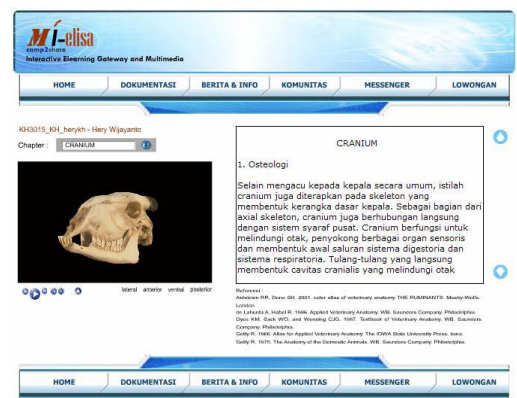 Mi-elisa
comp2share
Interactive Elearning Gateway and Multimedia
HOME DOKUMENTASI BERITA & INFO KOMUNITAS MESSENGER LOWONGAN
KH3015_KH_herykh - Hery Wijayanto
Chapter : CRANIUM
CRANIUM
1. Osteologi
Selain mengacu kepada kepala secara umum, istilah
cranium juga diterapkan pada skeleton yang
membentuk kerangka dasar kepala. Sebagai bagian dari
axial skeleton, cranium juga berhubungan langsung
dengan sistem syaraf pusat. Cranium berfungsi untuk
melindungi otak, penyokong berbagai organ sensoris
dan membentuk awal saluran sistema digestoria dan
sistema respiratoria. Tulang-tulang yang langsung
membentuk cavitas cranialis yang melindungi otak
lateral anterior ventral posterior
Referensi :
Ashdown RR, Done SH. 2001. color atlas of veterinary anatomy THE RUMINANTS. Mosby-Wolfe.
London
de Lahunta A, Habel R. 1986. Applied Veterinary Anatomy. WB. Saunders Company. Philadelphia.
Dyce KM, Sack WO, and Wensing CJG. 1987. Textbook of Veterinary Anatomy. WB. Saunders
Company. Philadelphia.
Getty R. 1986. Atlas for Applied Veterinary Anatomy. The IOWA State University Press. Iowa.
Getty R. 1975. The Anatomy of the Domestic Animals. WB. Saunders Company. Philadelphia.
HOME DOKUMENTASI BERITA & INFO KOMUNITAS MESSENGER LOWONGAN